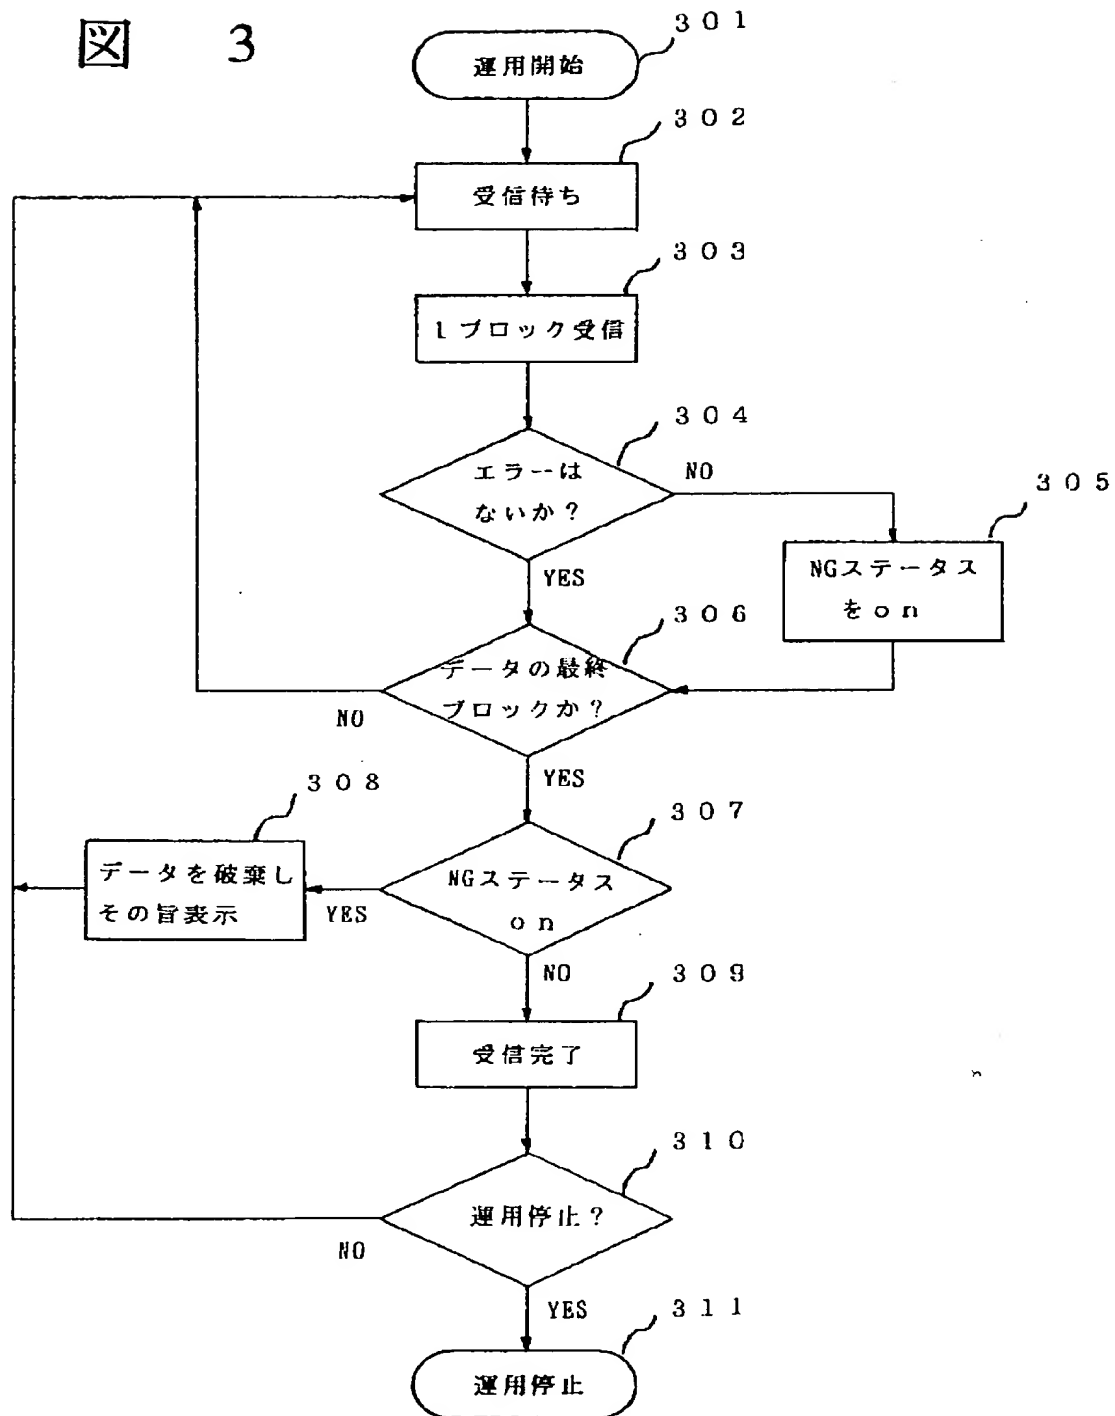 図 3
301
運用開始
302
受信待ち
303
1ブロック受信
304
エラーは
ないか？
NO
305
NGステータス
をon
YES
306
データの最終
ブロックか？
NO
YES
308
307
データを破棄し
その旨表示
YES
NGステータス
on
NO
309
受信完了
310
運用停止？
NO
YES
311
運用停止